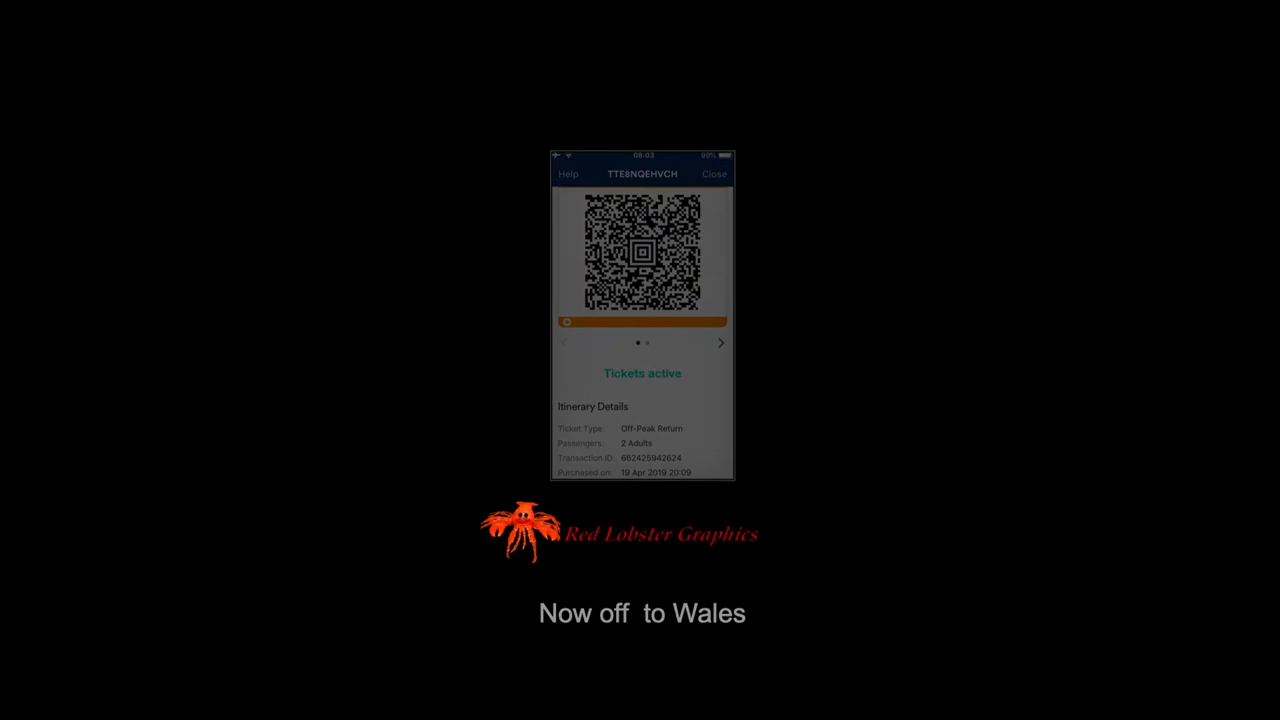 08:03 99%
Help TTE8NQEHVCH Close
Tickets active
Itinerary Details
Ticket Type: Off-Peak Return
Passengers: 2 Adults
Transaction ID: 662425942624
Purchased on: 19 Apr 2019 20:09
Red Lobster Graphics
Now off to Wales